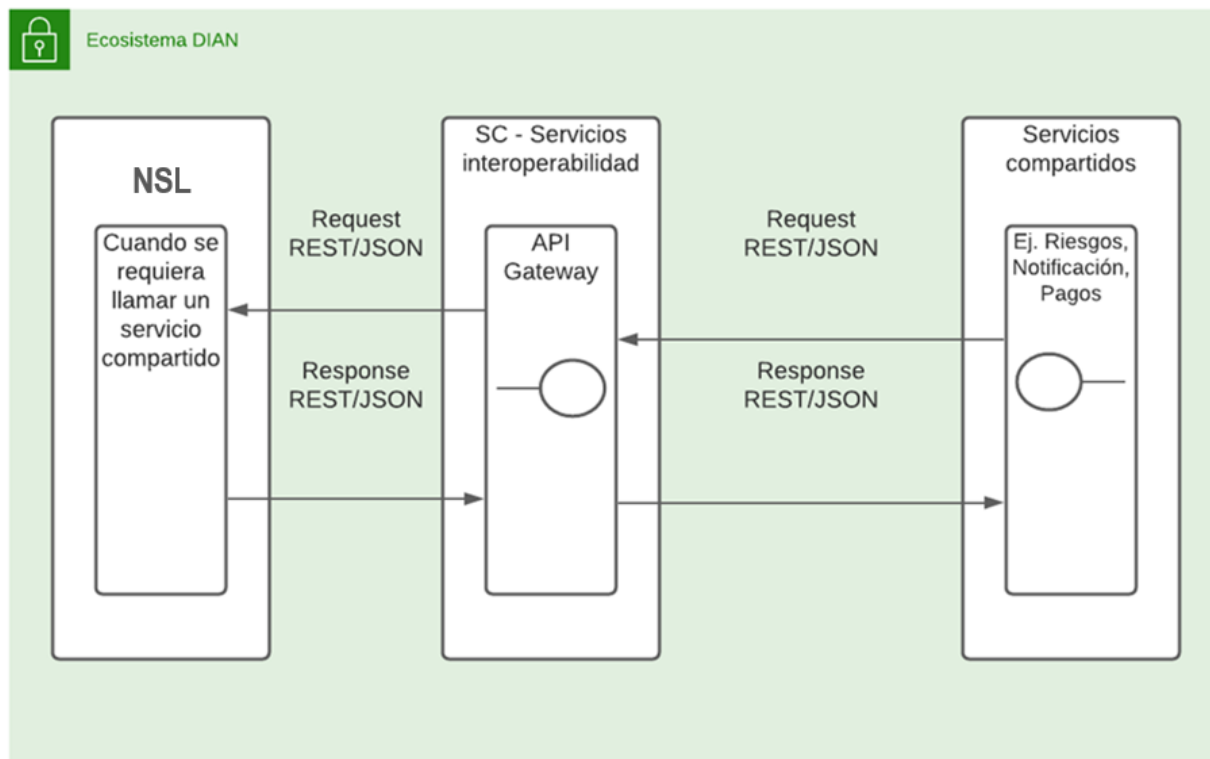 Ecosistema DIAN
NSL
Cuando se
requiera
llamar un
servicio
compartido
Request
REST/JSON
Response
REST/JSON
SC - Servicios
interoperabilidad
API
Gateway
Request
REST/JSON
Response
REST/JSON
Servicios
compartidos
Ej. Riesgos,
Notificación,
Pagos